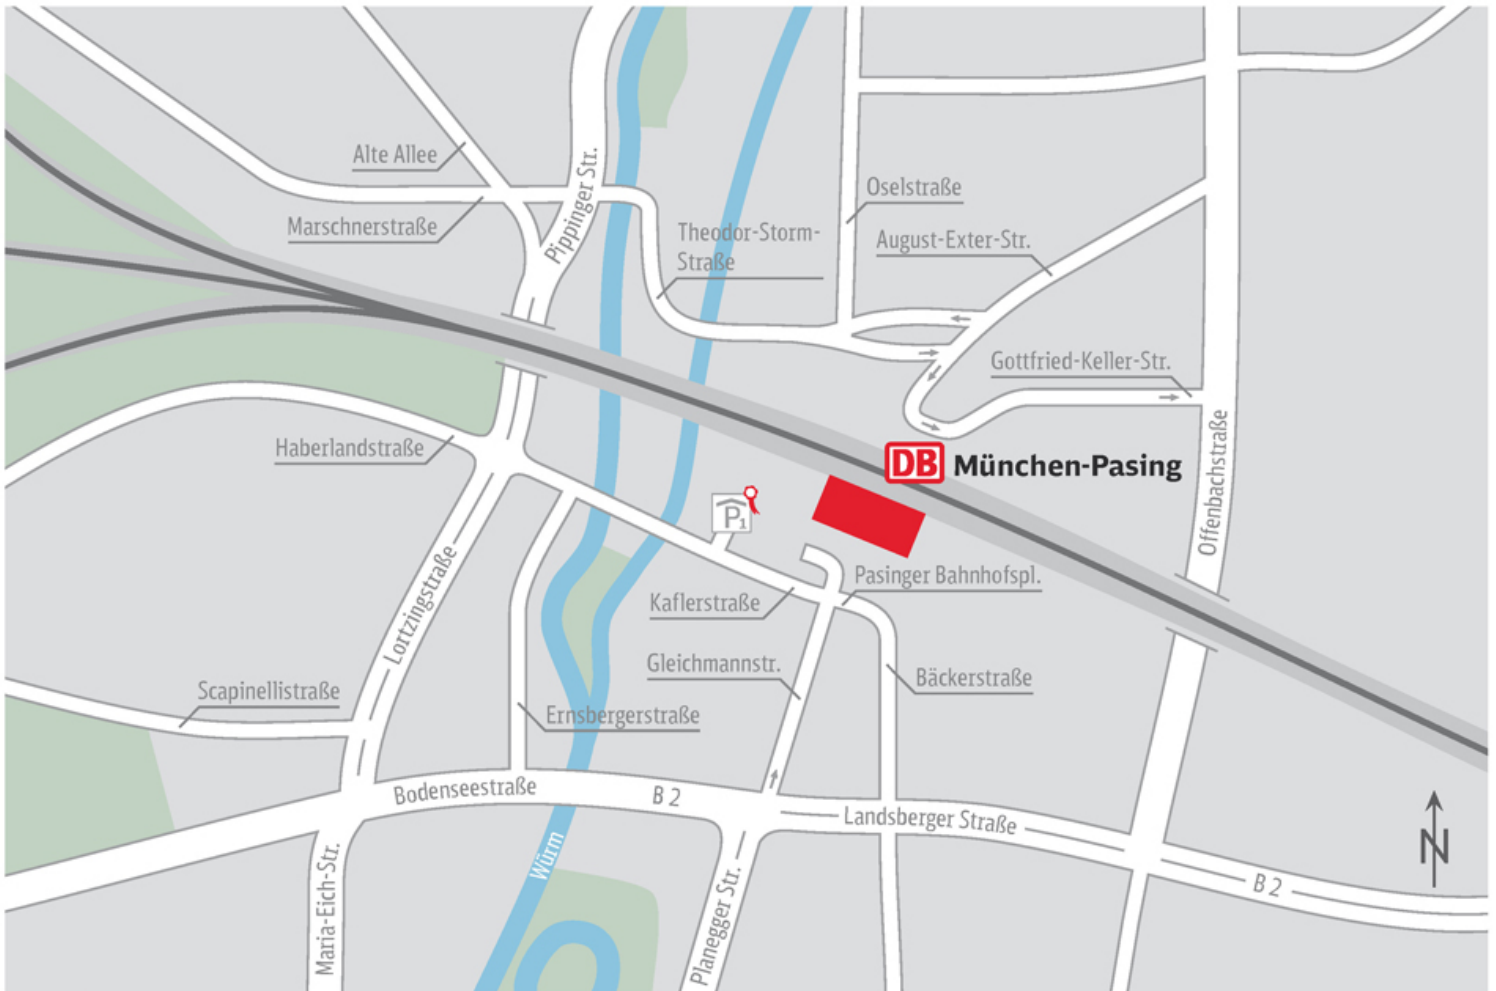 Alte Allee
Marschnerstraße
Pippinger Str.
Theodor-Storm-
Straße
Oselstraße
August-Exter-Str.
Gottfried-Keller-Str.
Haberlandstraße
DB München-Pasing
Offenbachstraße
P1
Pasinger Bahnhofspl.
Kaflerstraße
Lortzingstraße
Gleichmannstr.
Bäckerstraße
Scapinellistraße
Ernsbergerstraße
Bodenseestraße
B 2
Landsberger Straße
B 2
Würm
Maria-Eich-Str.
Planegger Str.
N